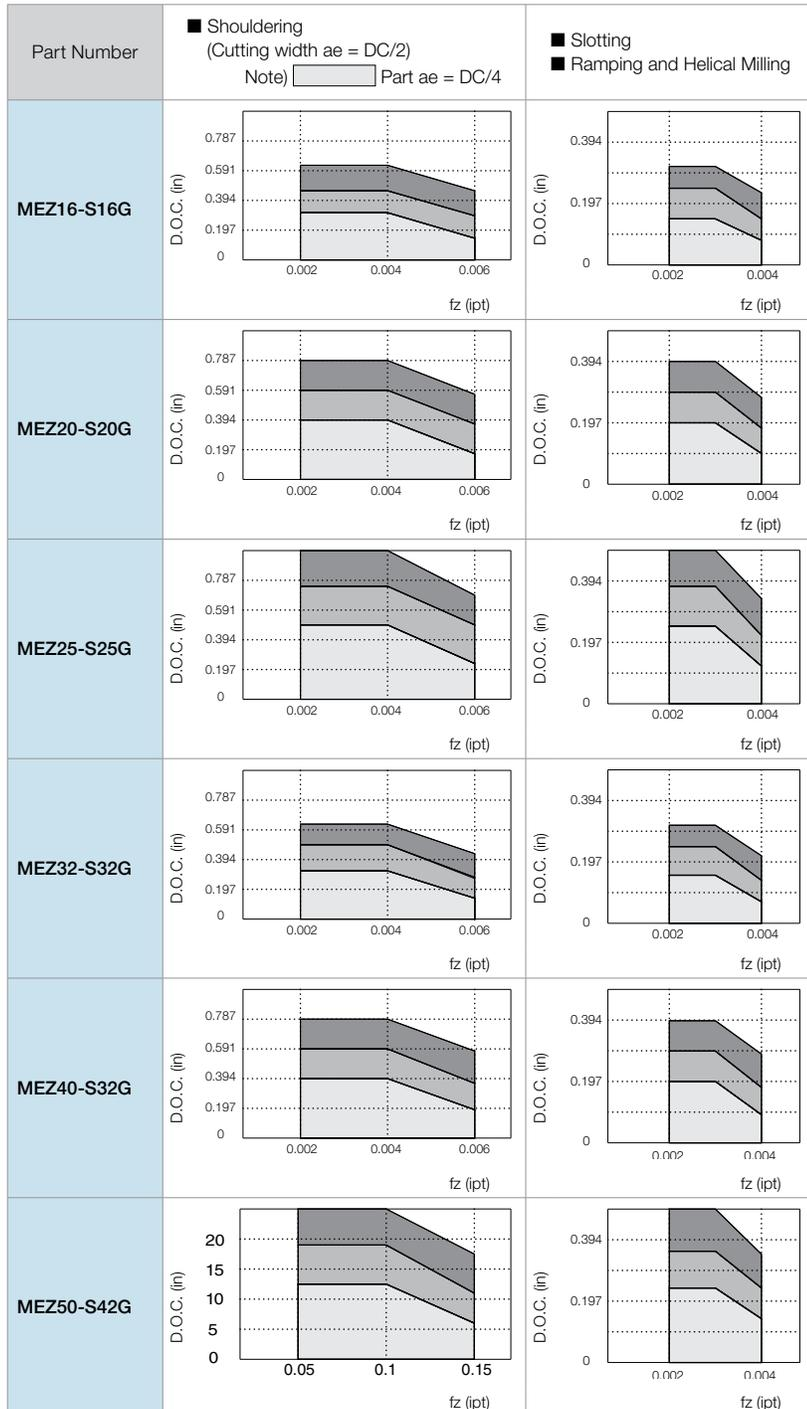 Part Number
■ Shouldering
(Cutting width ae = DC/2)
Note) Part ae = DC/4
■ Slotting
■ Ramping and Helical Milling
MEZ16-S16G
D.O.C. (in)
0.787
0.591
0.394
0.197
0
0.002 0.004 0.006
fz (ipt)
D.O.C. (in)
0.394
0.197
0
0.002 0.004
fz (ipt)
MEZ20-S20G
D.O.C. (in)
0.787
0.591
0.394
0.197
0
0.002 0.004 0.006
fz (ipt)
D.O.C. (in)
0.394
0.197
0
0.002 0.004
fz (ipt)
MEZ25-S25G
D.O.C. (in)
0.787
0.591
0.394
0.197
0
0.002 0.004 0.006
fz (ipt)
D.O.C. (in)
0.394
0.197
0
0.002 0.004
fz (ipt)
MEZ32-S32G
D.O.C. (in)
0.787
0.591
0.394
0.197
0
0.002 0.004 0.006
fz (ipt)
D.O.C. (in)
0.394
0.197
0
0.002 0.004
fz (ipt)
MEZ40-S32G
D.O.C. (in)
0.787
0.591
0.394
0.197
0
0.002 0.004 0.006
fz (ipt)
D.O.C. (in)
0.394
0.197
0
0.002 0.004
fz (ipt)
MEZ50-S42G
D.O.C. (in)
20
15
10
5
0
0.05 0.1 0.15
fz (ipt)
D.O.C. (in)
0.394
0.197
0
0.002 0.004
fz (ipt)